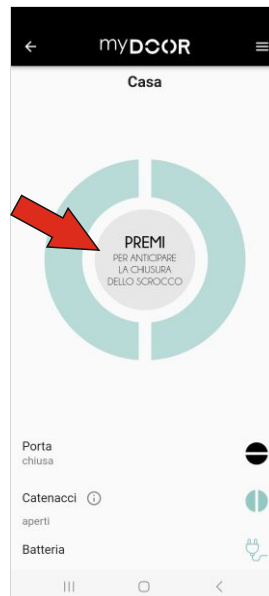 myDOOR
Casa
PREMI
PER ANTICIPARE
LA CHIUSURA
DELLO SCROCCO
Porta
chiusa
Catenacci
aperti
Batteria